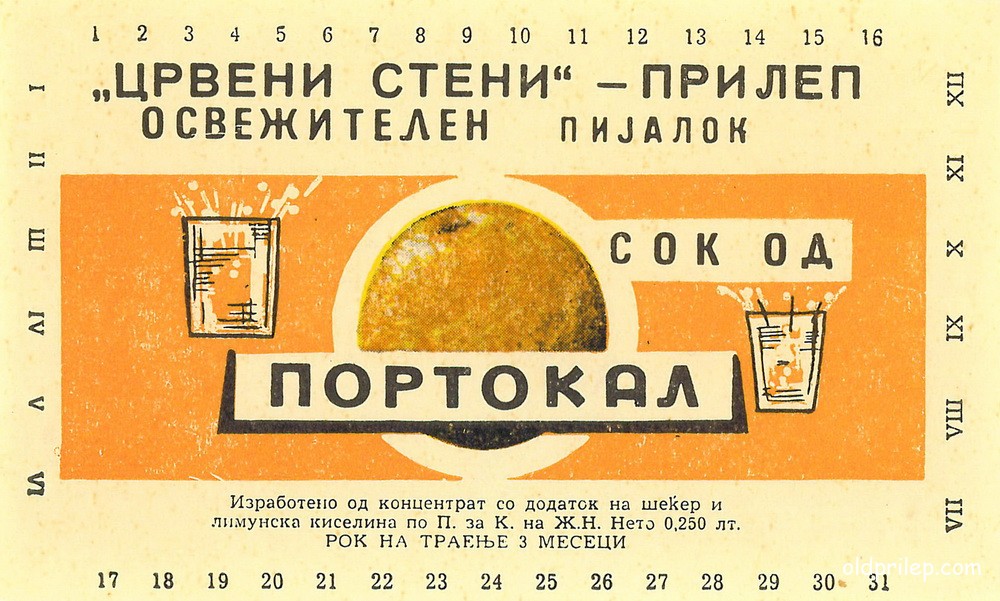 1 2 3 4 5 6 7 8 9 10 11 12 13 14 15 16
„ЦРВЕНИ СТЕНИ“ – ПРИЛЕП
ОСВЕЖИТЕЛЕН ПИЈАЛОК
СОК ОД
ПОРТОКАЛ
Изработено од концентрат со додаток на шеќер и
лимунска киселина по П. за К. на Ж.Н. Нето 0,250 лт.
РОК НА ТРАЕЊЕ 3 МЕСЕЦИ
17 18 19 20 21 22 23 24 25 26 27 28 29 30 31
I
II
III
IV
V
VI
XII
XI
X
IX
VIII
VII
oldprilep.com